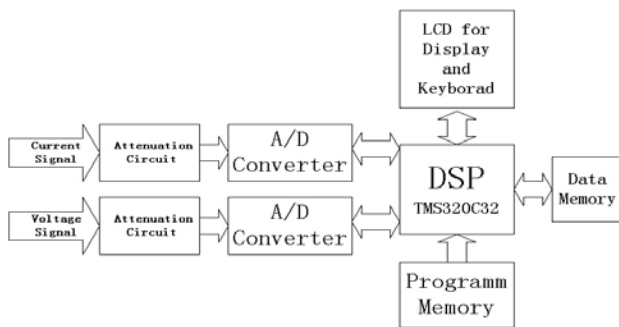 LCD for
Display
and
Keyborad
Current
Signal
Attenuation
Circuit
A/D
Converter
DSP
TMS320C32
Data
Memory
Voltage
Signal
Attenuation
Circuit
A/D
Converter
Programm
Memory